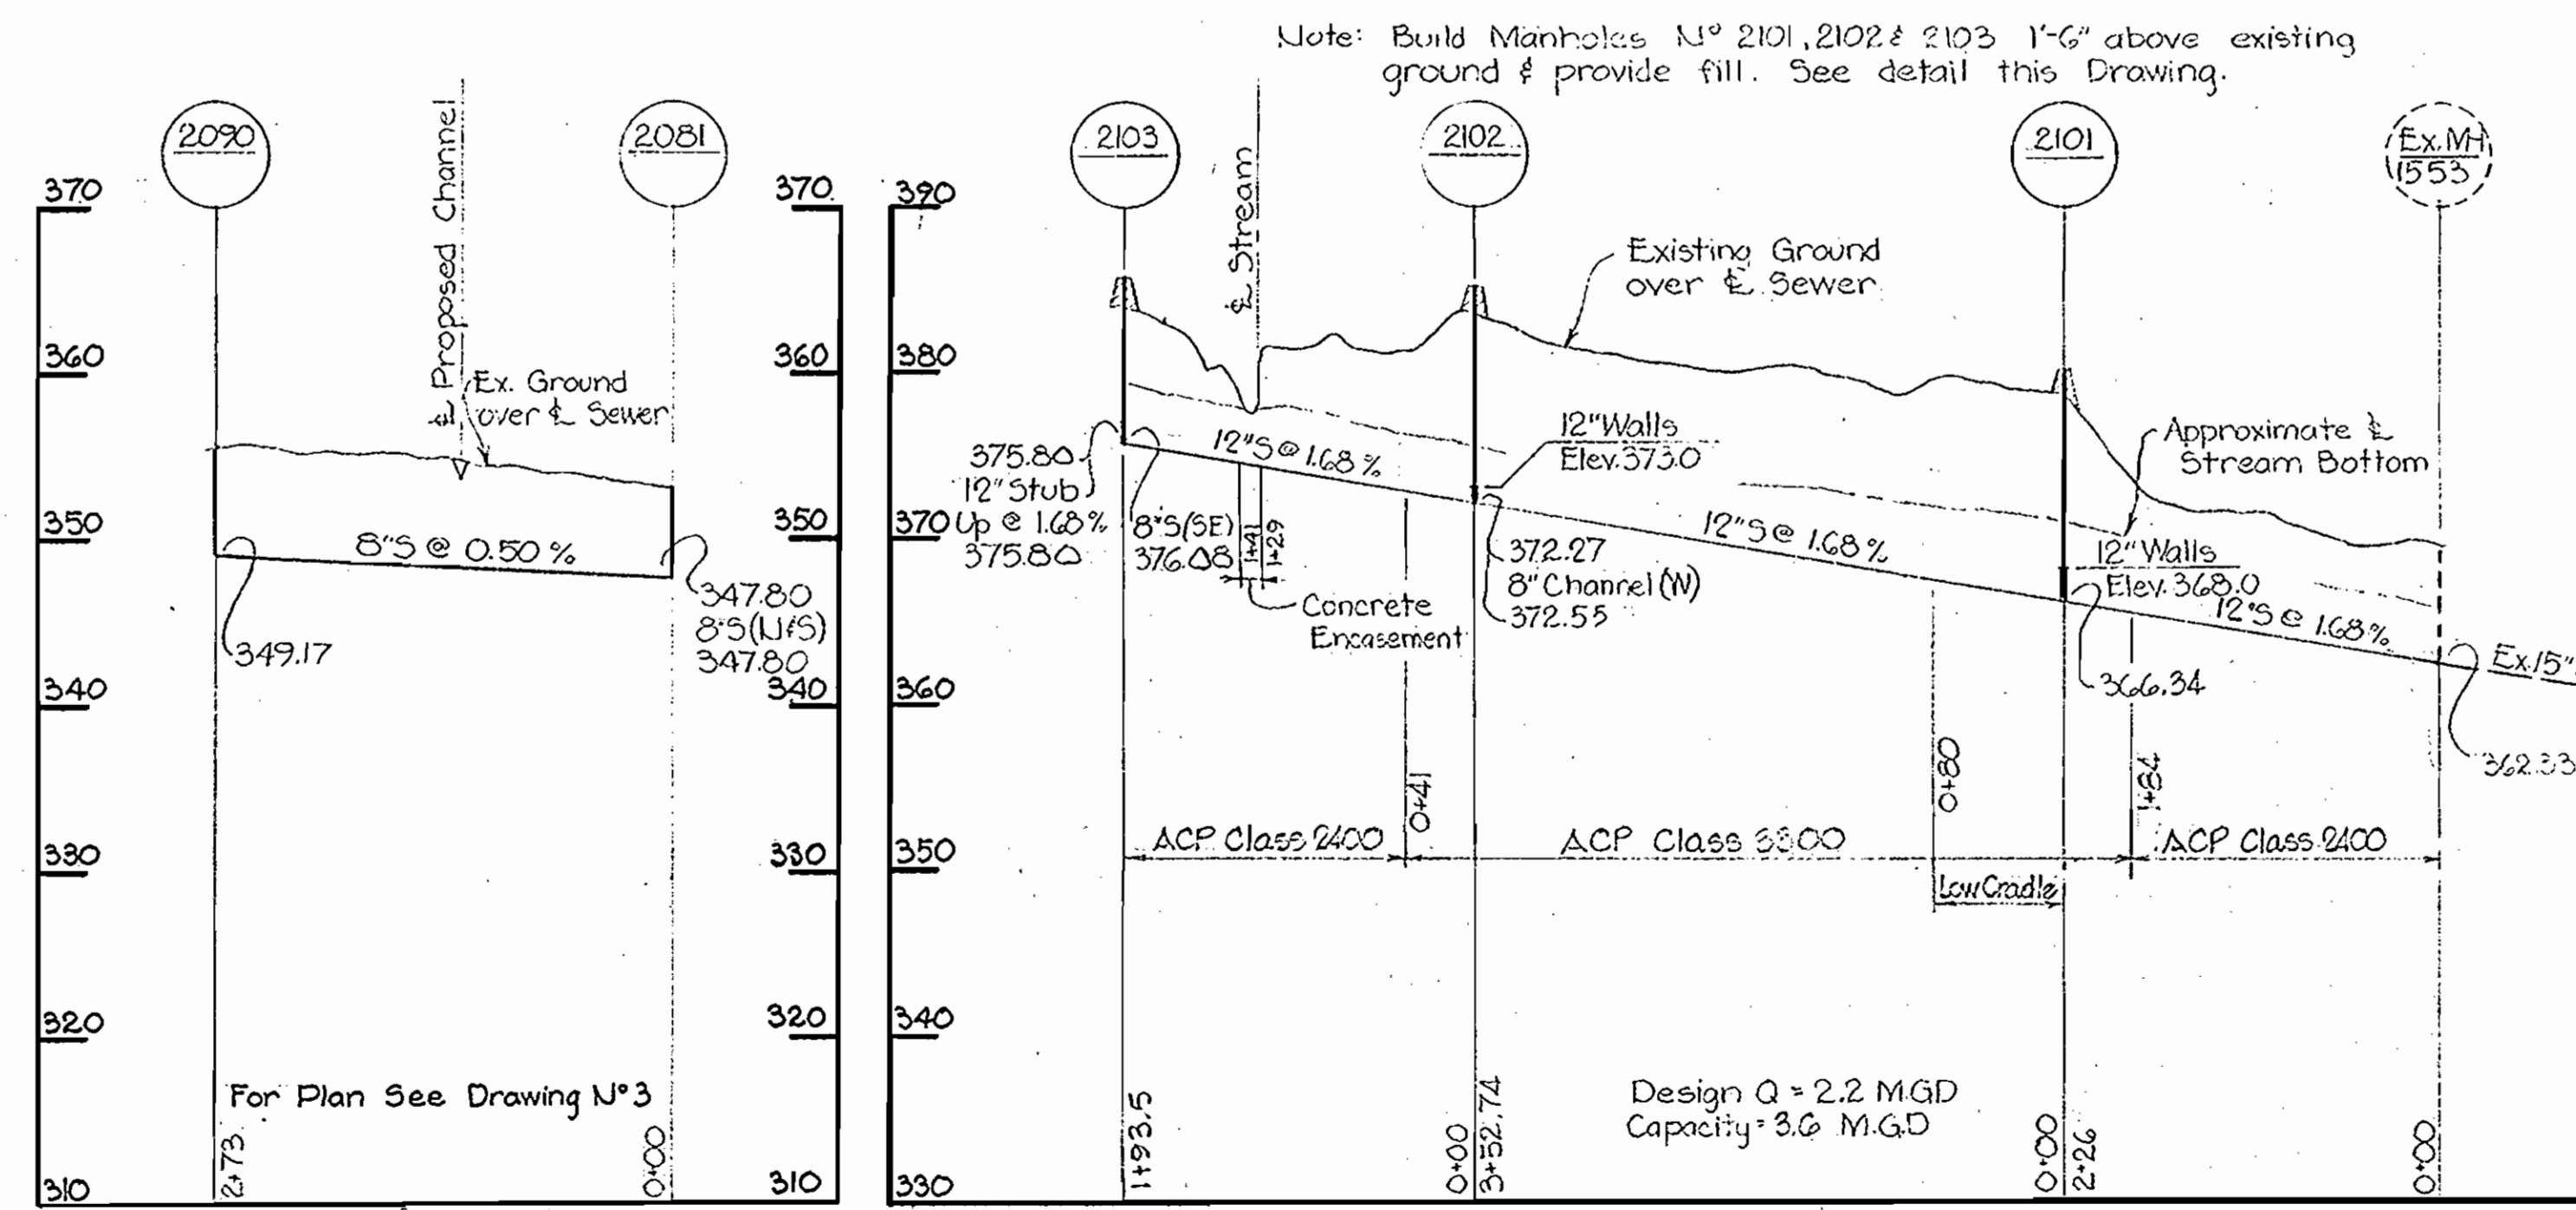 Note: Build Manholes Nº 2101, 2102 & 2103 1'-6" above existing
ground & provide fill. See detail this Drawing.
2090
2081
2103
2102
2101
Ex. MH
1553
℄ Proposed Channel
℄ Stream
370
360
350
340
330
320
310
370
360
350
340
330
320
310
390
380
370
360
350
340
330
Ex. Ground
over ℄ Sewer
8"S @ 0.50 %
349.17
347.80
8"S (N&S)
347.80
For Plan See Drawing Nº 3
2+73
0+00
Existing Ground
over ℄ Sewer
375.80
12" Stub
Up @ 1.68 %
375.80
8"S (SE)
376.08
12"S @ 1.68 %
1+41
1+29
Concrete
Encasement
12" Walls
Elev. 373.0
372.27
8" Channel (W)
372.55
12"S @ 1.68 %
Approximate ℄
Stream Bottom
12" Walls
Elev. 368.0
12"S @ 1.68 %
366.34
Ex. 15"
362.33
0+41
0+80
1+84
ACP Class 2400
ACP Class 3300
ACP Class 2400
Low Cradle
Design Q = 2.2 M.GD
Capacity = 3.6 M.G.D
1+93.5
0+00
3+52.74
0+00
2+26
0+00